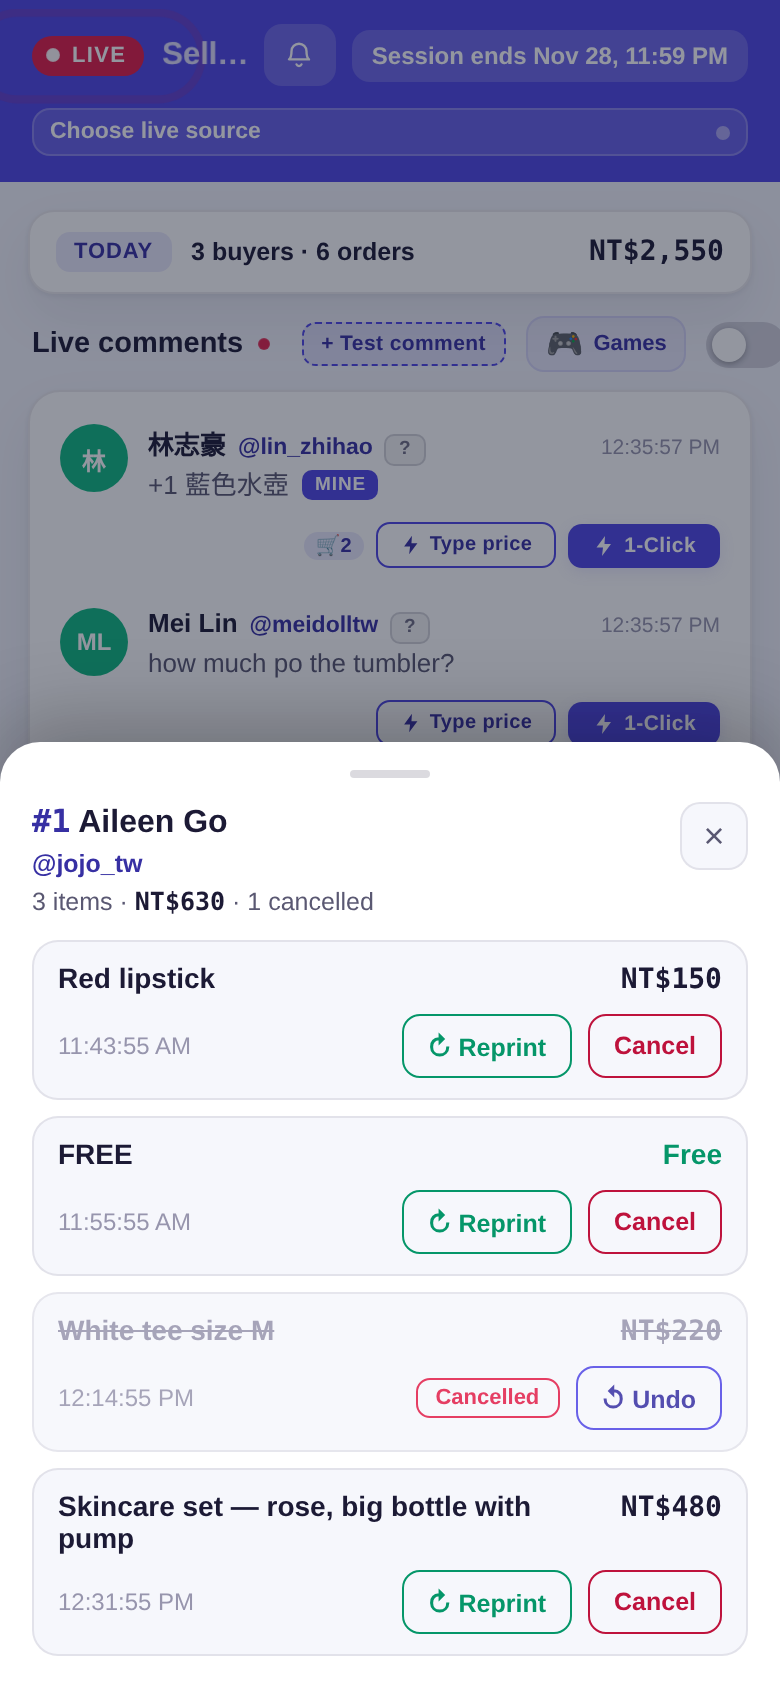 LIVE Sell… Session ends Nov 28, 11:59 PM
Choose live source
TODAY 3 buyers · 6 orders NT$2,550
Live comments + Test comment 🎮 Games
林 林志豪 @lin_zhihao ? 12:35:57 PM
+1 藍色水壺 MINE
🛒2 Type price 1-Click
ML Mei Lin @meidolltw ? 12:35:57 PM
how much po the tumbler?
Type price 1-Click
#1 Aileen Go ×
@jojo_tw
3 items · NT$630 · 1 cancelled
Red lipstick NT$150
11:43:55 AM ↻ Reprint Cancel
FREE Free
11:55:55 AM ↻ Reprint Cancel
White tee size M NT$220
12:14:55 PM Cancelled ↺ Undo
Skincare set — rose, big bottle with NT$480
pump
12:31:55 PM ↻ Reprint Cancel